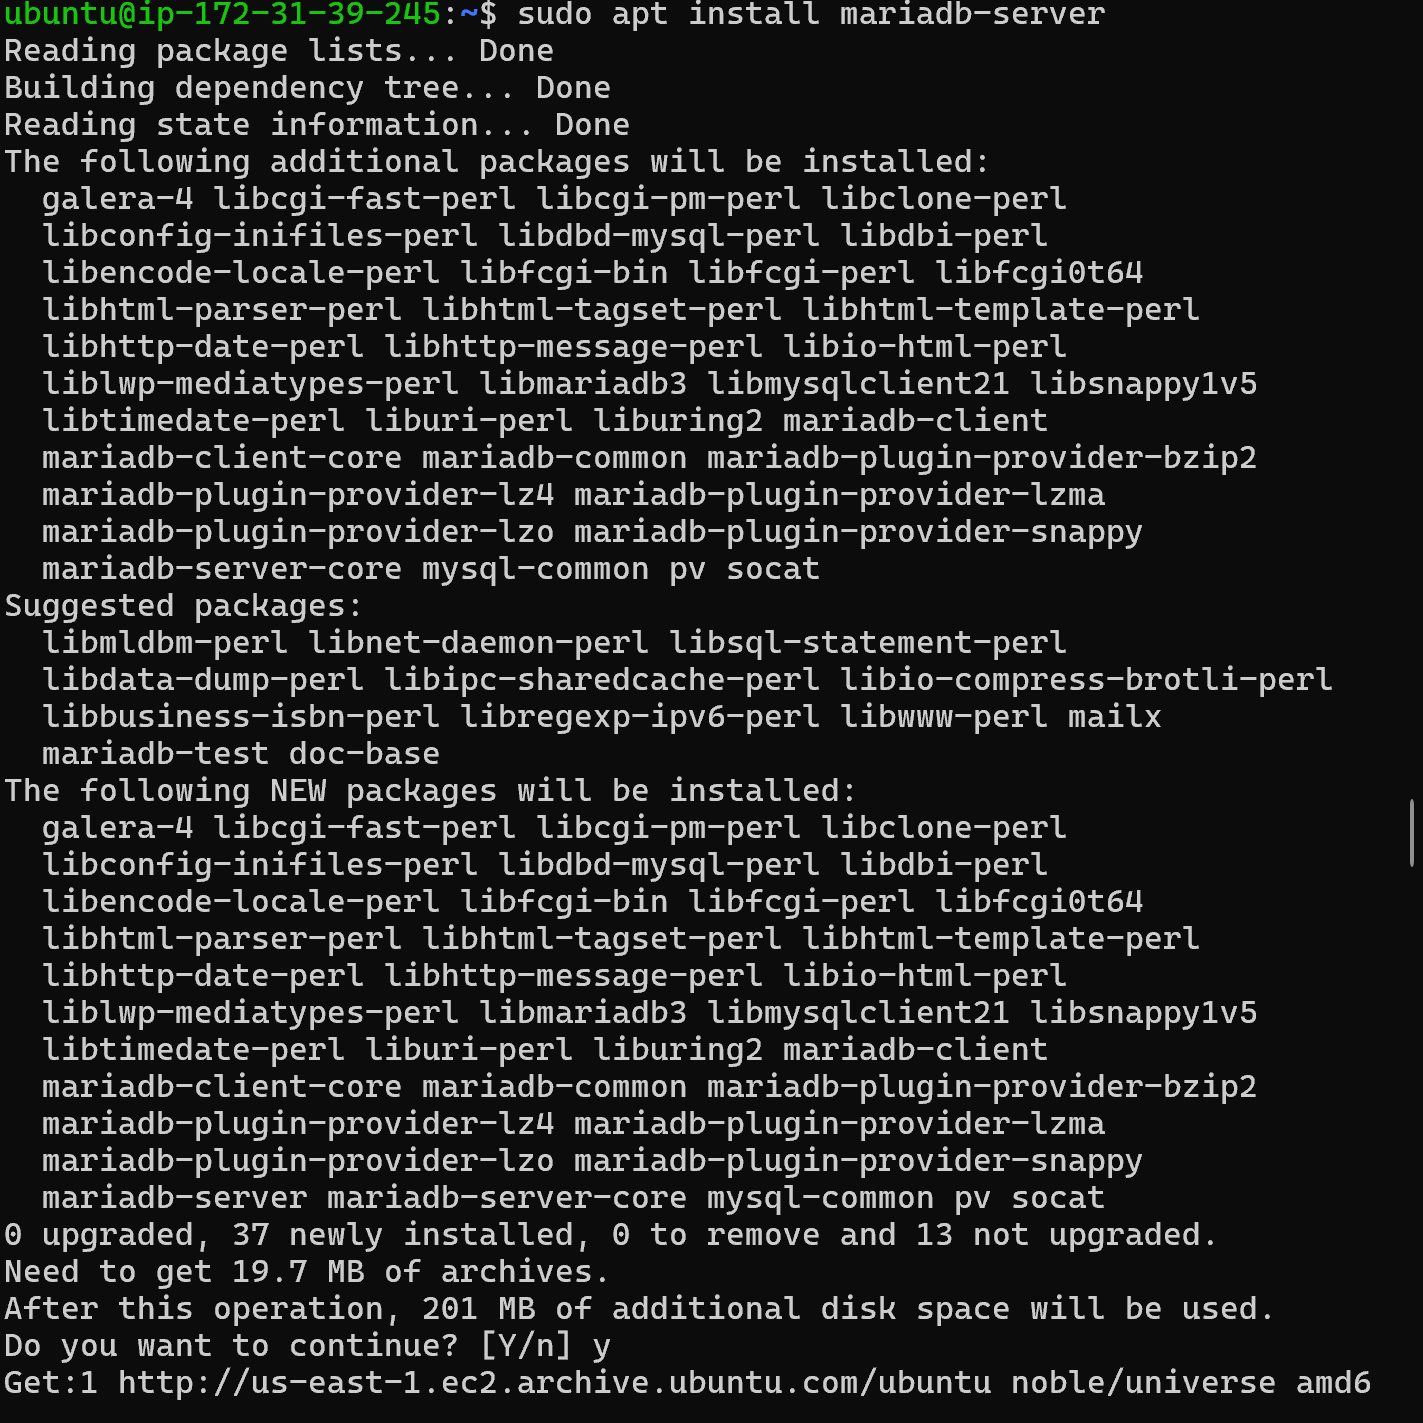 ubuntu@ip-172-31-39-245:~$ sudo apt install mariadb-server
Reading package lists... Done
Building dependency tree... Done
Reading state information... Done
The following additional packages will be installed:
  galera-4 libcgi-fast-perl libcgi-pm-perl libclone-perl
  libconfig-inifiles-perl libdbd-mysql-perl libdbi-perl
  libencode-locale-perl libfcgi-bin libfcgi-perl libfcgi0t64
  libhtml-parser-perl libhtml-tagset-perl libhtml-template-perl
  libhttp-date-perl libhttp-message-perl libio-html-perl
  liblwp-mediatypes-perl libmariadb3 libmysqlclient21 libsnappy1v5
  libtimedate-perl liburi-perl liburing2 mariadb-client
  mariadb-client-core mariadb-common mariadb-plugin-provider-bzip2
  mariadb-plugin-provider-lz4 mariadb-plugin-provider-lzma
  mariadb-plugin-provider-lzo mariadb-plugin-provider-snappy
  mariadb-server-core mysql-common pv socat
Suggested packages:
  libmldbm-perl libnet-daemon-perl libsql-statement-perl
  libdata-dump-perl libipc-sharedcache-perl libio-compress-brotli-perl
  libbusiness-isbn-perl libregexp-ipv6-perl libwww-perl mailx
  mariadb-test doc-base
The following NEW packages will be installed:
  galera-4 libcgi-fast-perl libcgi-pm-perl libclone-perl
  libconfig-inifiles-perl libdbd-mysql-perl libdbi-perl
  libencode-locale-perl libfcgi-bin libfcgi-perl libfcgi0t64
  libhtml-parser-perl libhtml-tagset-perl libhtml-template-perl
  libhttp-date-perl libhttp-message-perl libio-html-perl
  liblwp-mediatypes-perl libmariadb3 libmysqlclient21 libsnappy1v5
  libtimedate-perl liburi-perl liburing2 mariadb-client
  mariadb-client-core mariadb-common mariadb-plugin-provider-bzip2
  mariadb-plugin-provider-lz4 mariadb-plugin-provider-lzma
  mariadb-plugin-provider-lzo mariadb-plugin-provider-snappy
  mariadb-server mariadb-server-core mysql-common pv socat
0 upgraded, 37 newly installed, 0 to remove and 13 not upgraded.
Need to get 19.7 MB of archives.
After this operation, 201 MB of additional disk space will be used.
Do you want to continue? [Y/n] y
Get:1 http://us-east-1.ec2.archive.ubuntu.com/ubuntu noble/universe amd6